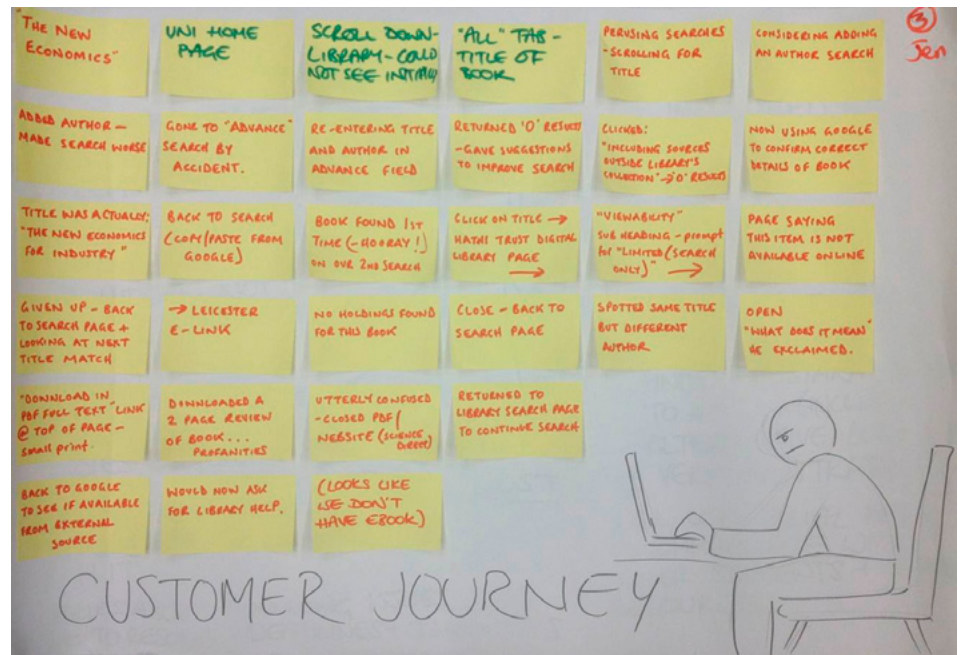 "THE NEW
ECONOMICS"
UNI HOME
PAGE
SCROLL DOWN-
LIBRARY-COULD
NOT SEE INITIALLY
"ALL" TAB -
TITLE OF
BOOK
PERUSING SEARCHES
-SCROLLING FOR
TITLE
CONSIDERING ADDING
AN AUTHOR SEARCH
3
Jen
ADDED AUTHOR -
MADE SEARCH WORSE
GONE TO "ADVANCE"
SEARCH BY
ACCIDENT.
RE-ENTERING TITLE
AND AUTHOR IN
ADVANCE FIELD
RETURNED 'O' RESULTS
-GAVE SUGGESTIONS
TO IMPROVE SEARCH
CLICKED:
"INCLUDING SOURCES
OUTSIDE LIBRARY'S
COLLECTION" → 'O' RESULTS
NOW USING GOOGLE
TO CONFIRM CORRECT
DETAILS OF BOOK
TITLE WAS ACTUALLY:
"THE NEW ECONOMICS
FOR INDUSTRY"
BACK TO SEARCH
(COPY/PASTE FROM
GOOGLE)
BOOK FOUND 1ST
TIME (-HOORAY!)
ON OUR 2ND SEARCH
CLICK ON TITLE →
HATHI TRUST DIGITAL
LIBRARY PAGE
→
"VIEWABILITY"
SUB HEADING - prompt
for "LIMITED (SEARCH
ONLY)" →
PAGE SAYING
THIS ITEM IS NOT
AVAILABLE ONLINE
GIVEN UP - BACK
TO SEARCH PAGE +
LOOKING AT NEXT
TITLE MATCH
→ LEICESTER
E-LINK
NO HOLDINGS FOUND
FOR THIS BOOK
CLOSE - BACK TO
SEARCH PAGE
SPOTTED SAME TITLE
BUT DIFFERENT
AUTHOR
OPEN
"WHAT DOES IT MEAN"
HE EXCLAIMED.
"DOWNLOAD IN
PDF FULL TEXT" LINK
@ TOP OF PAGE -
small print.
DOWNLOADED A
2 PAGE REVIEW
OF BOOK...
PROFANITIES
UTTERLY CONFUSED
-CLOSED PDF/
WEBSITE (SCIENCE
DIRECT)
RETURNED TO
LIBRARY SEARCH PAGE
TO CONTINUE SEARCH
BACK TO GOOGLE
TO SEE IF AVAILABLE
FROM EXTERNAL
SOURCE
WOULD NOW ASK
FOR LIBRARY HELP.
(LOOKS LIKE
LSE DON'T
HAVE EBOOK)
CUSTOMER JOURNEY